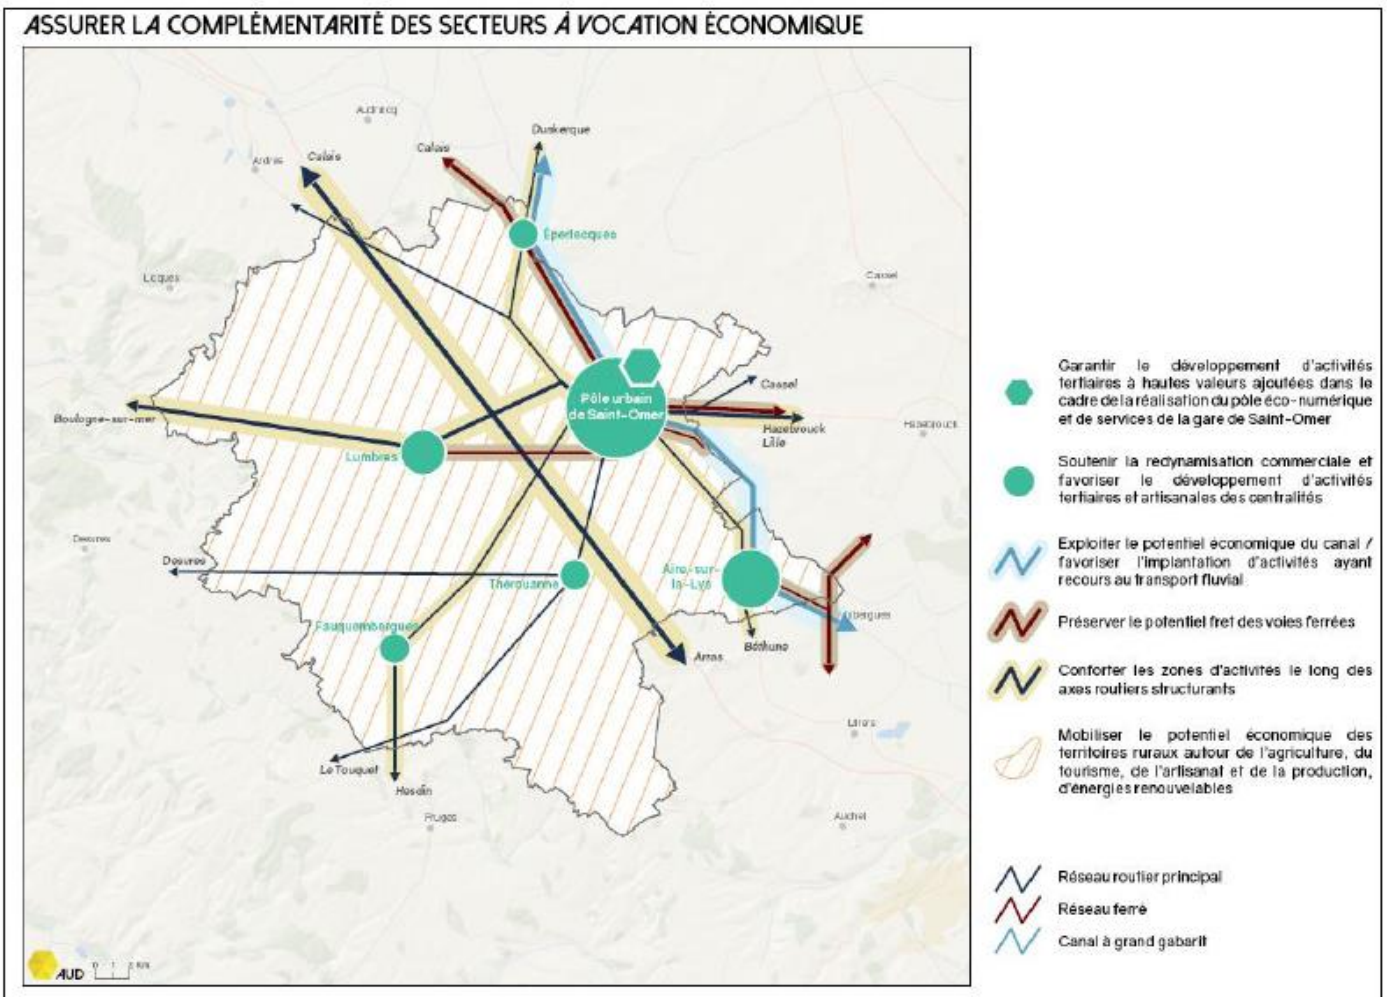 ASSURER LA COMPLÉMENTARITÉ DES SECTEURS À VOCATION ÉCONOMIQUE
Audruicq
Dunkerque
Ardres
Calais
Calais
Éperlecques
Licques
Cassel
Cassel
Pôle urbain
de Saint-Omer
Boulogne-sur-mer
Hazebrouck
Lille
Hazebrouck
Lumbres
Desvres
Desvres
Thérouanne
Aire-sur-
la-Lys
Fauquembergues
Isbergues
Béthune
Arras
Lillers
Le Touquet
Hesdin
Fruges
Auchel
AUD
Garantir le développement d'activités
tertiaires à hautes valeurs ajoutées dans le
cadre de la réalisation du pôle éco-numérique
et de services de la gare de Saint-Omer
Soutenir la redynamisation commerciale et
favoriser le développement d'activités
tertiaires et artisanales des centralités
Exploiter le potentiel économique du canal /
favoriser l'implantation d'activités ayant
recours au transport fluvial
Préserver le potentiel fret des voies ferrées
Conforter les zones d'activités le long des
axes routiers structurants
Mobiliser le potentiel économique des
territoires ruraux autour de l'agriculture, du
tourisme, de l'artisanat et de la production,
d'énergies renouvelables
Réseau routier principal
Réseau ferré
Canal à grand gabarit